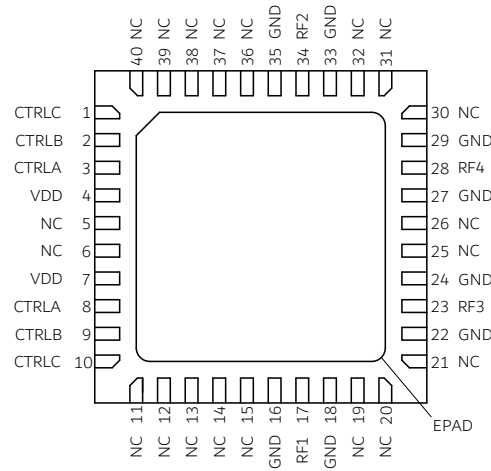 40 NC
39 NC
38 NC
37 NC
36 NC
35 GND
34 RF2
33 GND
32 NC
31 NC
CTRLC 1
CTRLB 2
CTRLA 3
VDD 4
NC 5
NC 6
VDD 7
CTRLA 8
CTRLB 9
CTRLC 10
30 NC
29 GND
28 RF4
27 GND
26 NC
25 NC
24 GND
23 RF3
22 GND
21 NC
NC 11
NC 12
NC 13
NC 14
NC 15
GND 16
RF1 17
GND 18
NC 19
NC 20
EPAD